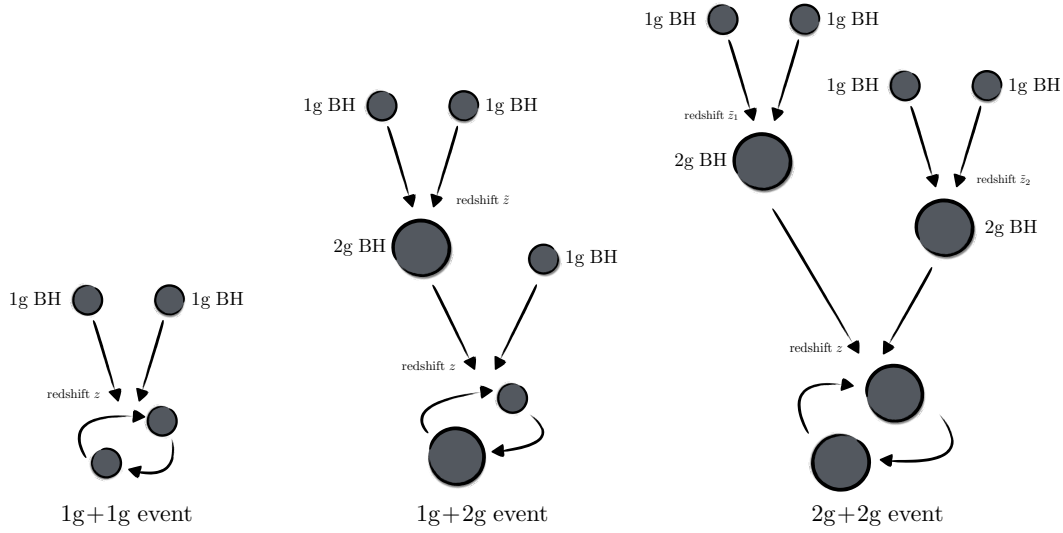 1g BH
1g BH
redshift z
1g+1g event
1g BH
1g BH
redshift z̃
2g BH
1g BH
redshift z
1g+2g event
1g BH
1g BH
redshift z̃₁
2g BH
1g BH
1g BH
redshift z̃₂
2g BH
redshift z
2g+2g event